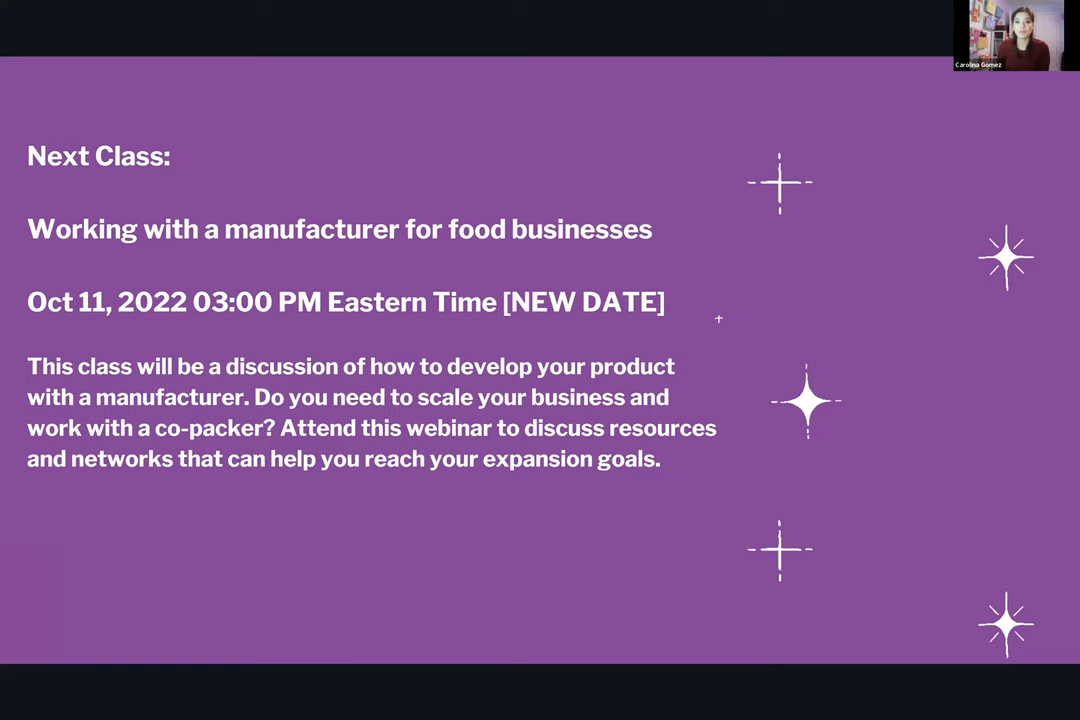 Carolina Gomez
Next Class:
Working with a manufacturer for food businesses
Oct 11, 2022 03:00 PM Eastern Time [NEW DATE]
This class will be a discussion of how to develop your product
with a manufacturer. Do you need to scale your business and
work with a co-packer? Attend this webinar to discuss resources
and networks that can help you reach your expansion goals.